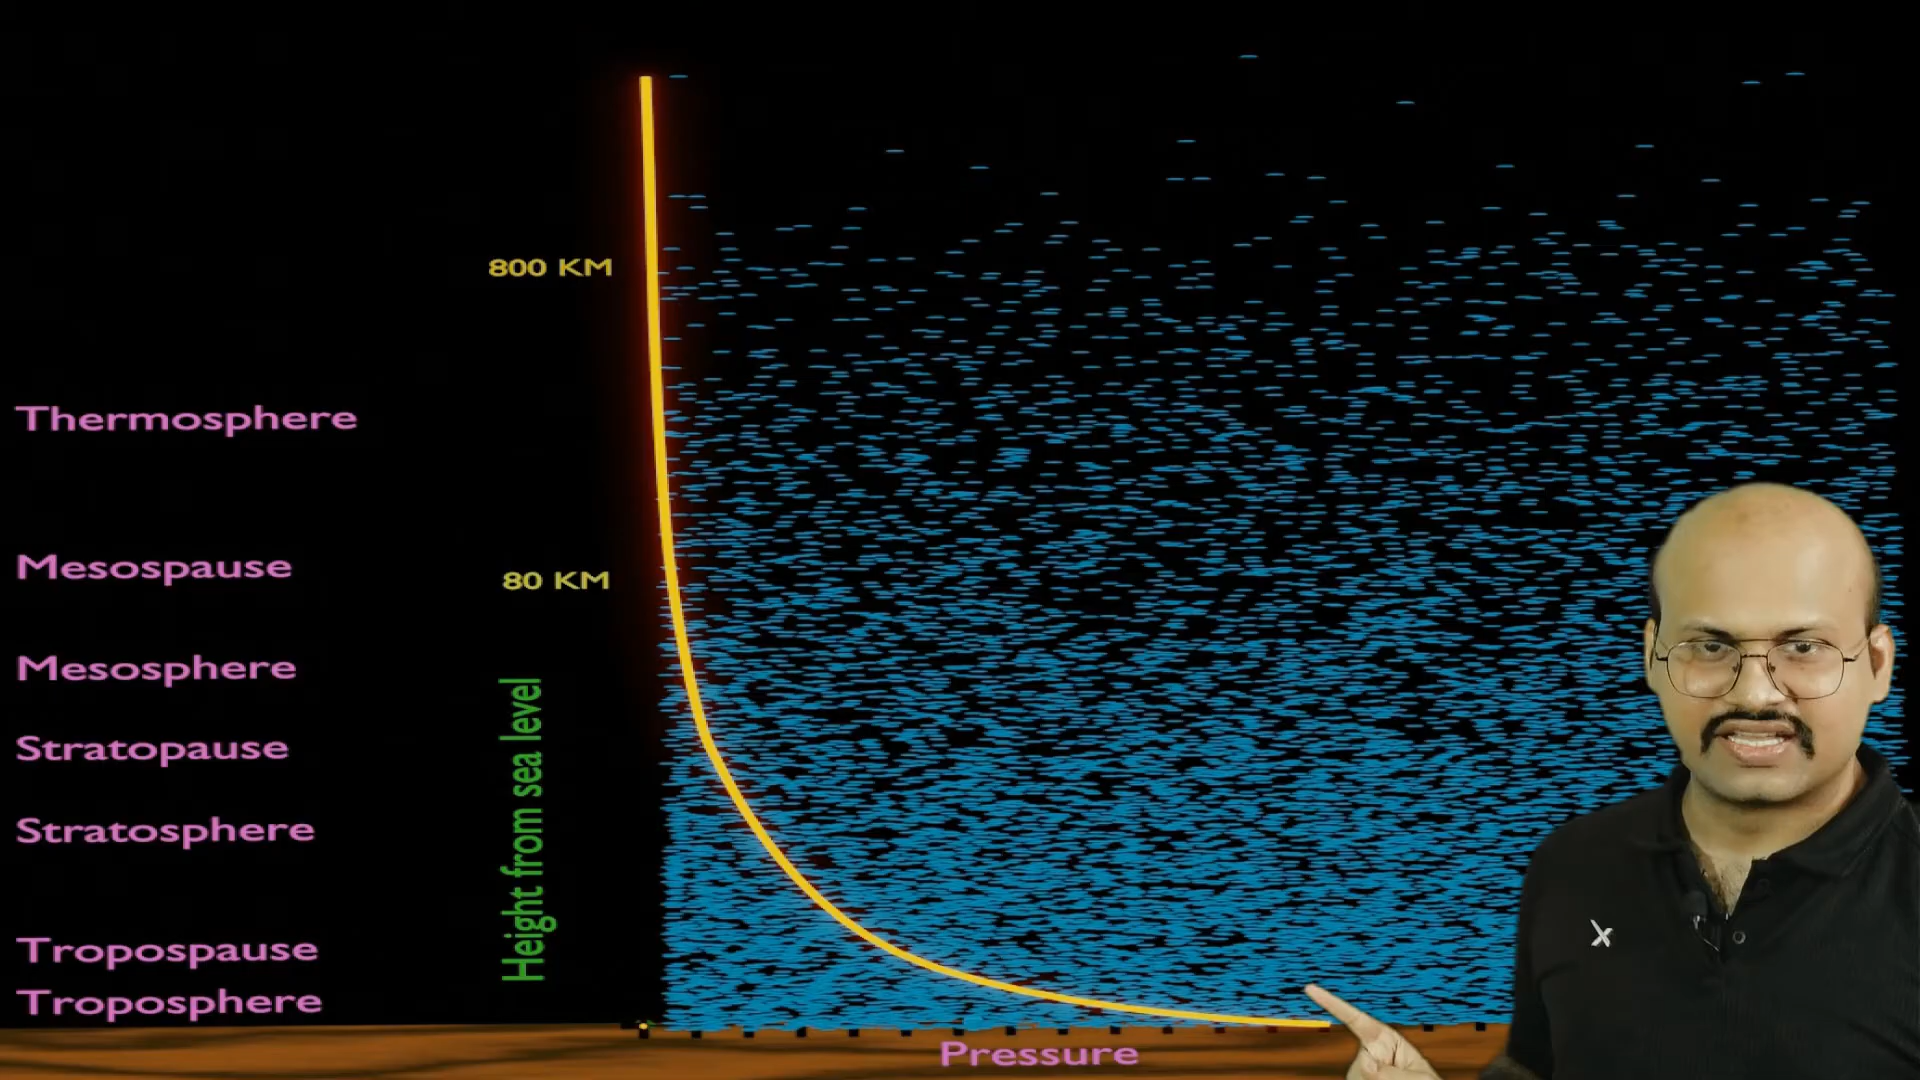 800 KM
Thermosphere
Mesospause
80 KM
Mesosphere
Stratopause
Stratosphere
Height from sea level
Tropospause
Troposphere
Pressure
X